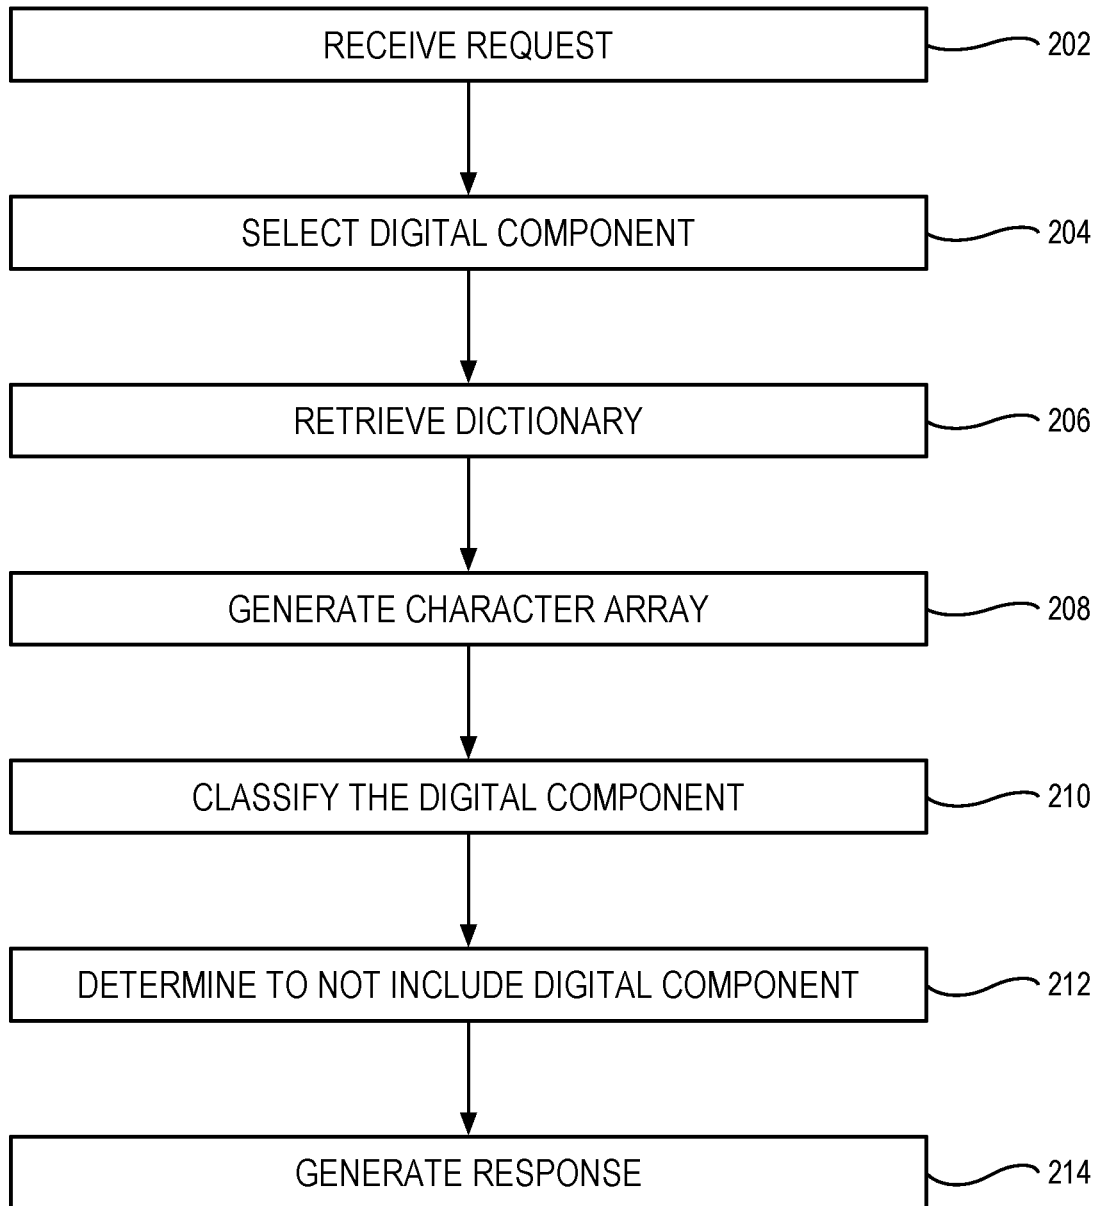 RECEIVE REQUEST 202
SELECT DIGITAL COMPONENT 204
RETRIEVE DICTIONARY 206
GENERATE CHARACTER ARRAY 208
CLASSIFY THE DIGITAL COMPONENT 210
DETERMINE TO NOT INCLUDE DIGITAL COMPONENT 212
GENERATE RESPONSE 214